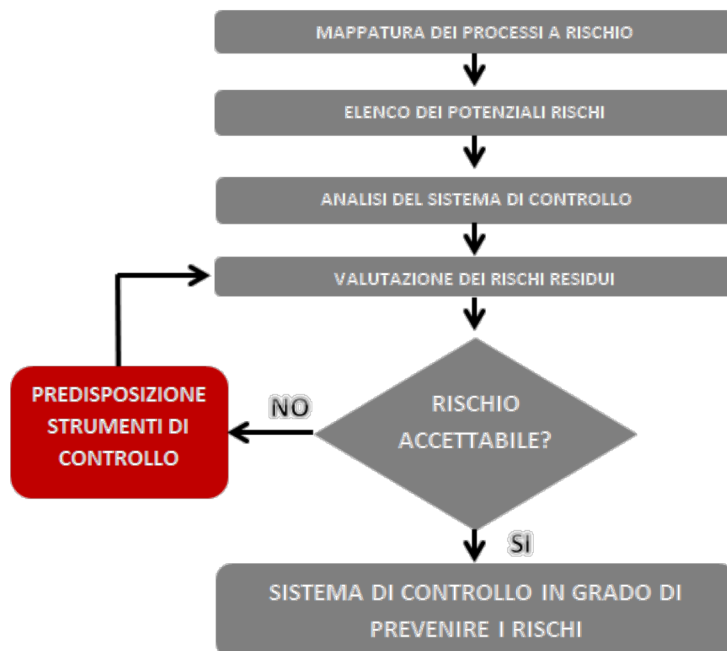 MAPPATURA DEI PROCESSI A RISCHIO
ELENCO DEI POTENZIALI RISCHI
ANALISI DEL SISTEMA DI CONTROLLO
VALUTAZIONE DEI RISCHI RESIDUI
PREDISPOSIZIONE
STRUMENTI DI
CONTROLLO
NO
RISCHIO
ACCETTABILE?
SI
SISTEMA DI CONTROLLO IN GRADO DI
PREVENIRE I RISCHI